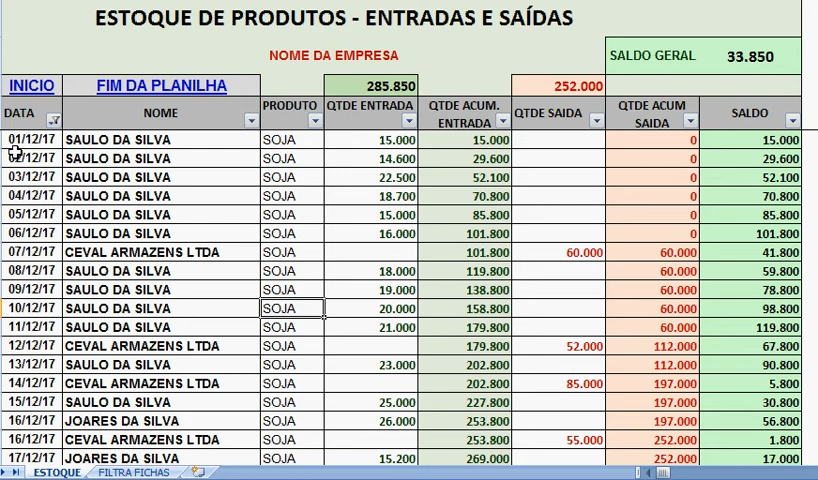 ESTOQUE DE PRODUTOS - ENTRADAS E SAÍDAS
NOME DA EMPRESA SALDO GERAL 33.850
INICIO FIM DA PLANILHA 285.850 252.000
DATA NOME PRODUTO QTDE ENTRADA QTDE ACUM. ENTRADA QTDE SAIDA QTDE ACUM SAIDA SALDO
01/12/17 SAULO DA SILVA SOJA 15.000 15.000 0 15.000
/12/17 SAULO DA SILVA SOJA 14.600 29.600 0 29.600
03/12/17 SAULO DA SILVA SOJA 22.500 52.100 0 52.100
04/12/17 SAULO DA SILVA SOJA 18.700 70.800 0 70.800
05/12/17 SAULO DA SILVA SOJA 15.000 85.800 0 85.800
06/12/17 SAULO DA SILVA SOJA 16.000 101.800 0 101.800
07/12/17 CEVAL ARMAZENS LTDA SOJA 101.800 60.000 60.000 41.800
08/12/17 SAULO DA SILVA SOJA 18.000 119.800 60.000 59.800
09/12/17 SAULO DA SILVA SOJA 19.000 138.800 60.000 78.800
10/12/17 SAULO DA SILVA SOJA 20.000 158.800 60.000 98.800
11/12/17 SAULO DA SILVA SOJA 21.000 179.800 60.000 119.800
12/12/17 CEVAL ARMAZENS LTDA SOJA 179.800 52.000 112.000 67.800
13/12/17 SAULO DA SILVA SOJA 23.000 202.800 112.000 90.800
14/12/17 CEVAL ARMAZENS LTDA SOJA 202.800 85.000 197.000 5.800
15/12/17 SAULO DA SILVA SOJA 25.000 227.800 197.000 30.800
16/12/17 JOARES DA SILVA SOJA 26.000 253.800 197.000 56.800
16/12/17 CEVAL ARMAZENS LTDA SOJA 253.800 55.000 252.000 1.800
17/12/17 JOARES DA SILVA SOJA 15.200 269.000 252.000 17.000
ESTOQUE FILTRA FICHAS